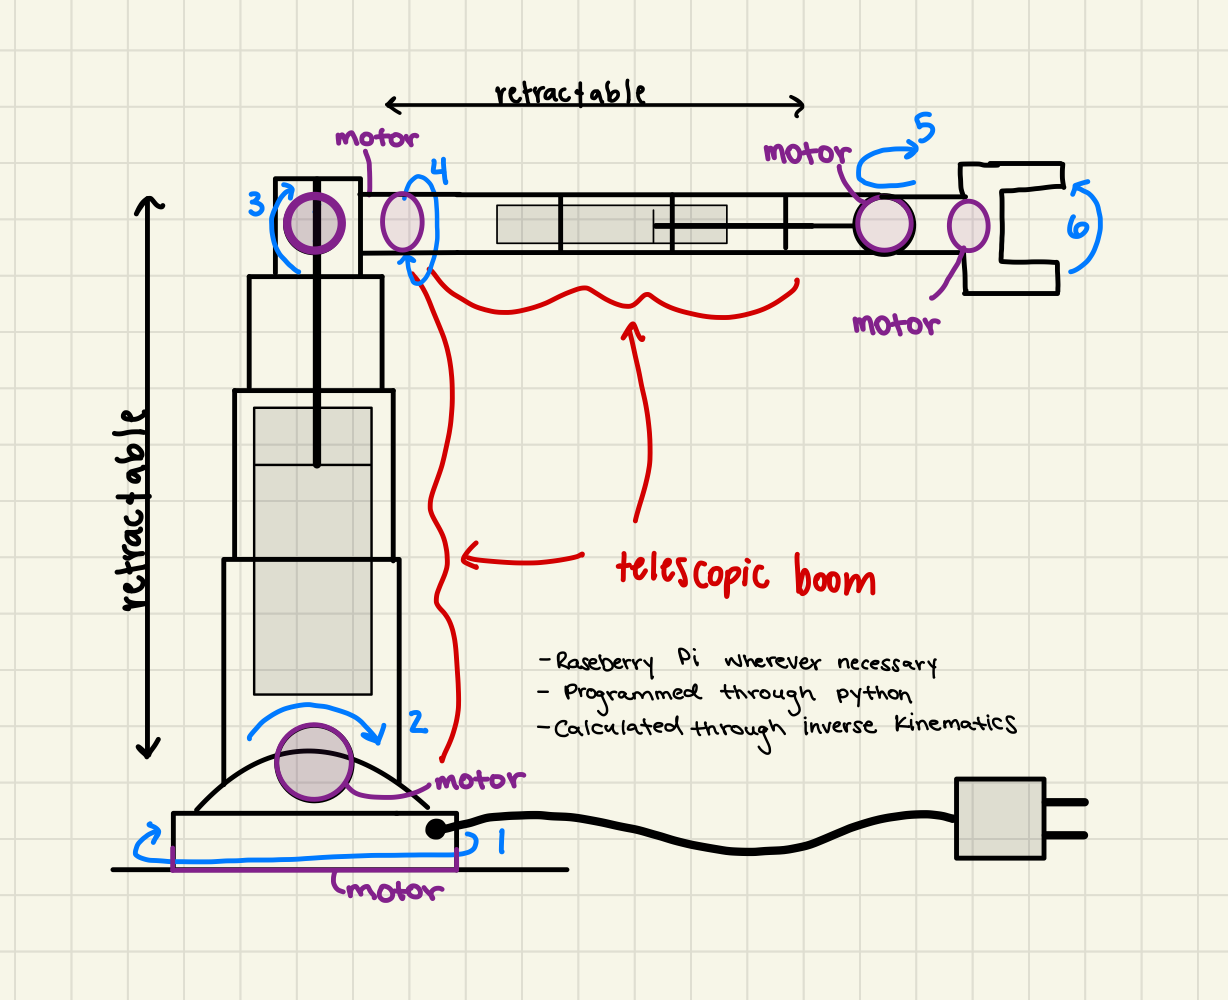 retractable
motor
motor
5
4
3
6
motor
retractable
telescopic boom
- Raseberry Pi wherever necessary
- Programmed through python
- Calculated through inverse kinematics
2
motor
1
motor